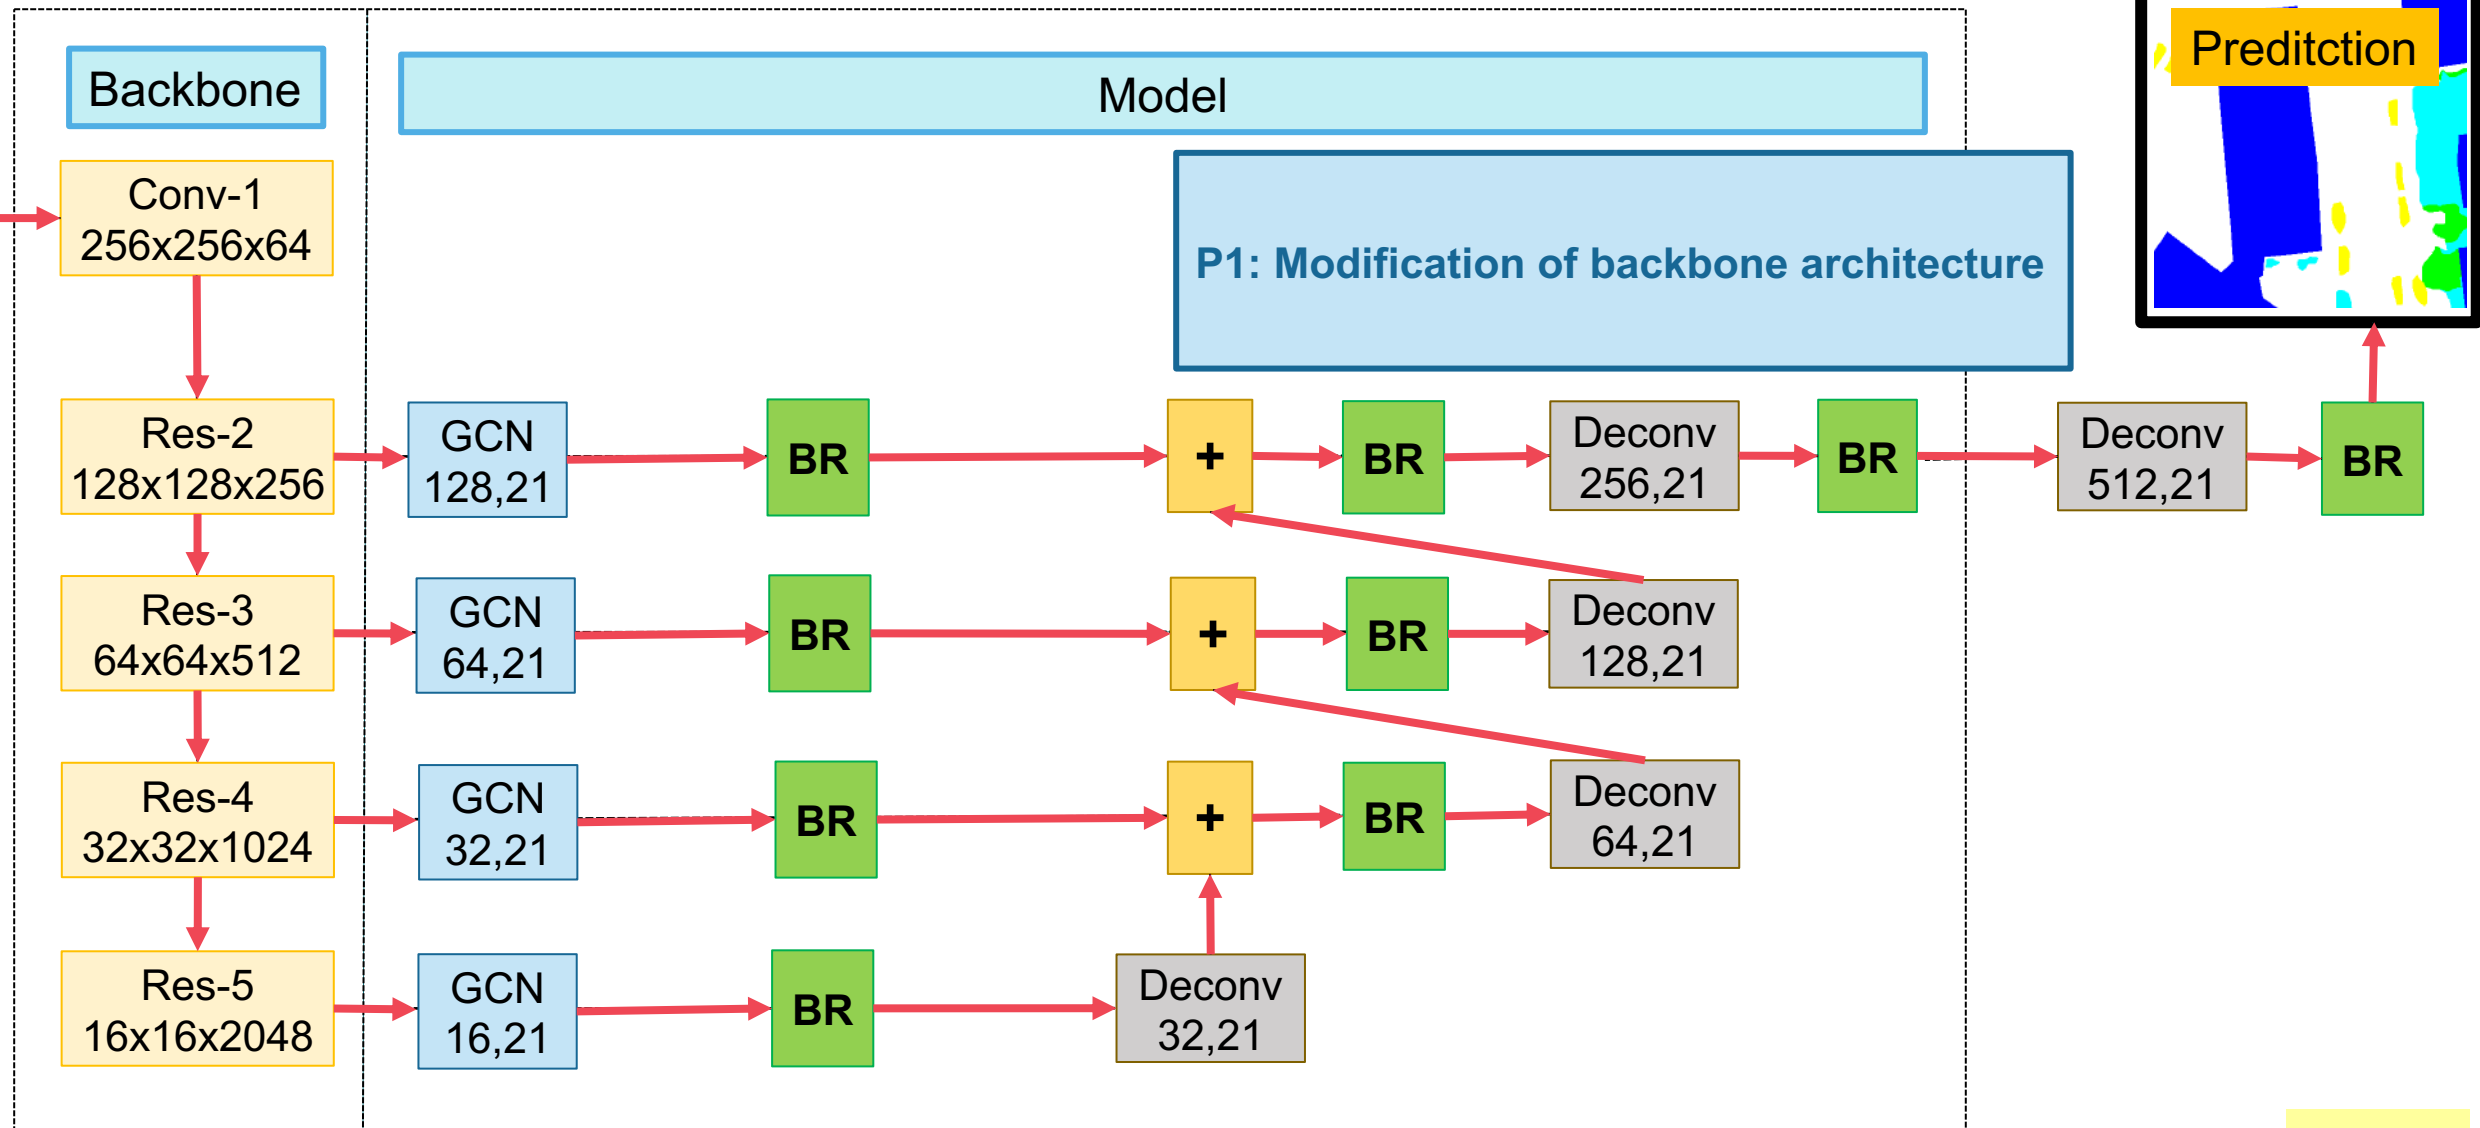 Backbone
Model
Preditction
Conv-1
256x256x64
P1: Modification of backbone architecture
Res-2
128x128x256
GCN
128,21
BR
+
BR
Deconv
256,21
BR
Deconv
512,21
BR
Res-3
64x64x512
GCN
64,21
BR
+
BR
Deconv
128,21
Res-4
32x32x1024
GCN
32,21
BR
+
BR
Deconv
64,21
Res-5
16x16x2048
GCN
16,21
BR
Deconv
32,21